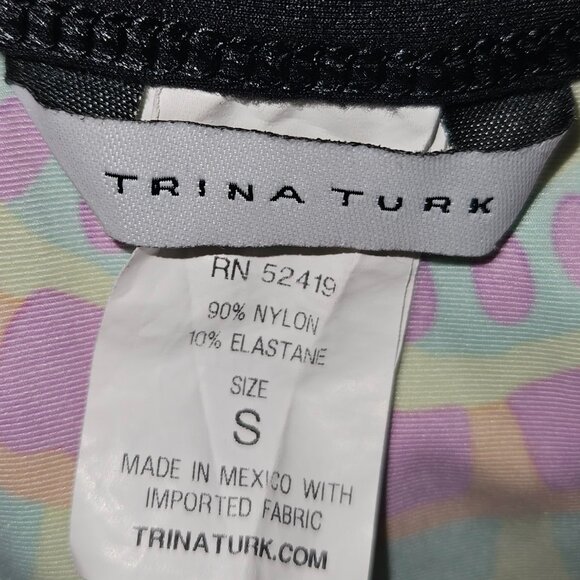 TRINA TURK
RN 52419
90% NYLON
10% ELASTANE
SIZE
S
MADE IN MEXICO WITH
IMPORTED FABRIC
TRINATURK.COM